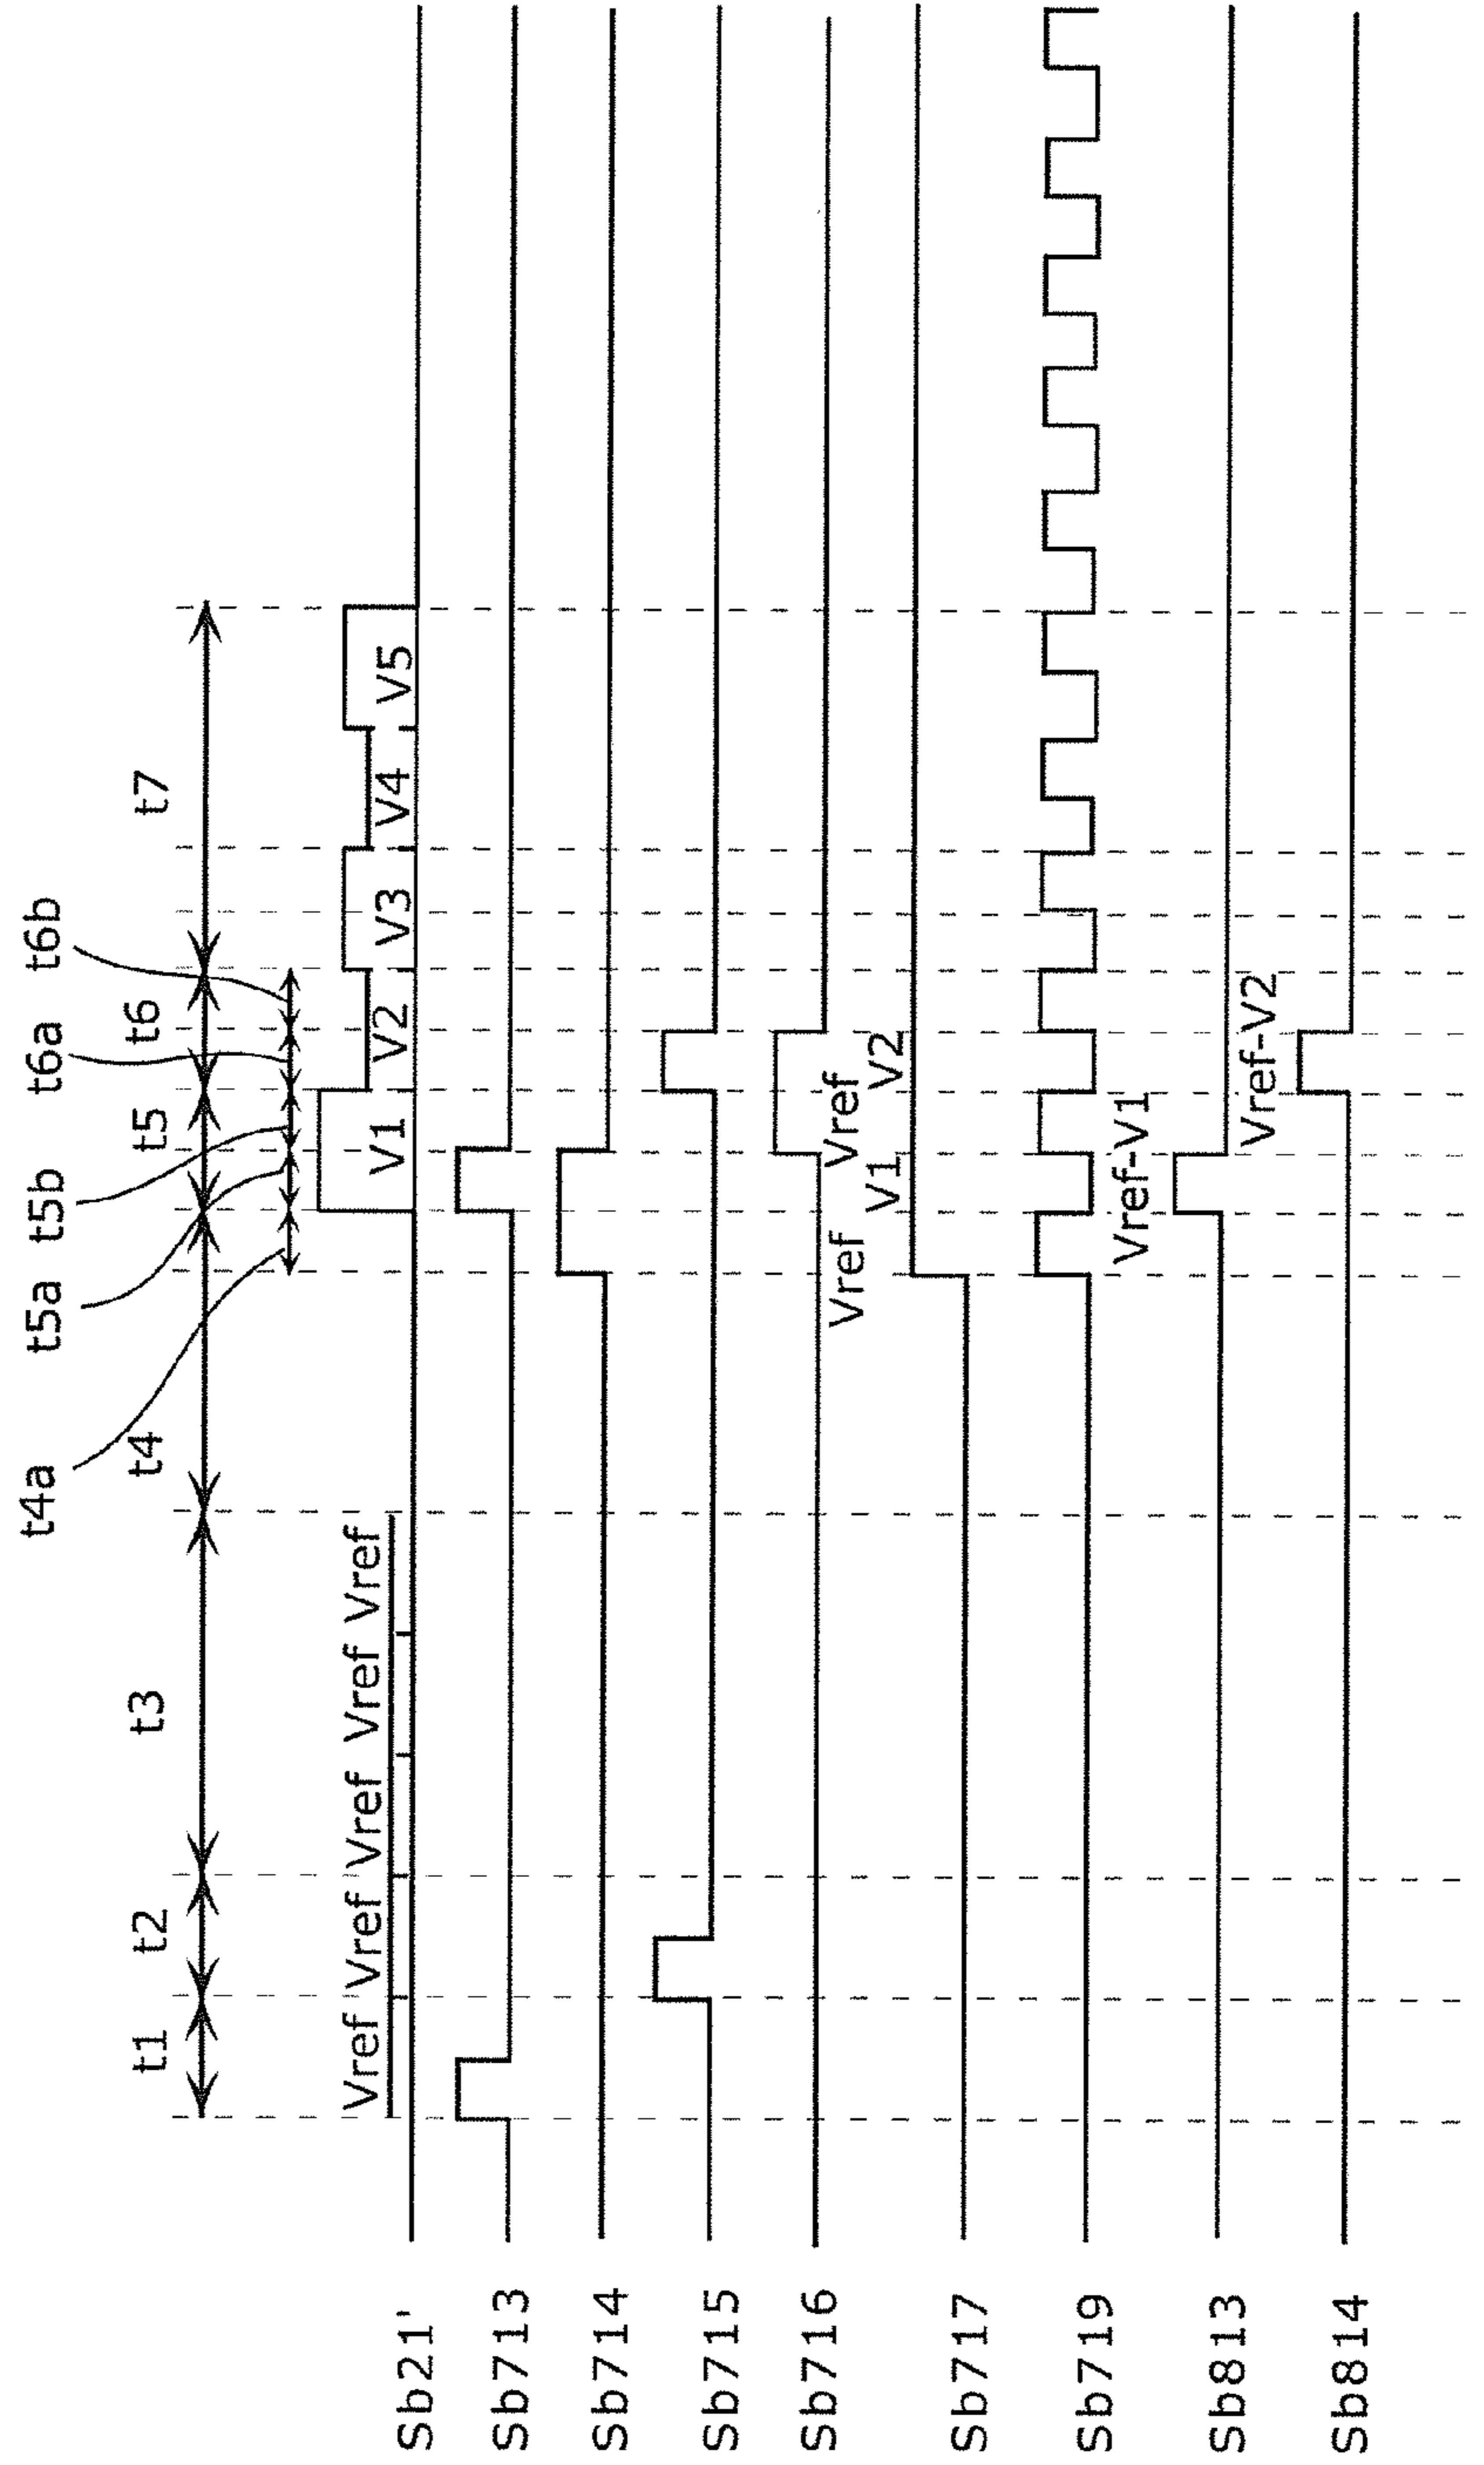 t4a t5a t5b t6a t6b
t1 t2 t3 t4 t5 t6 t7
Sb21' Vref Vref Vref Vref Vref V1 V2 V3 V4 V5
Sb713
Sb714
Sb715
Sb716
Vref Vref
V1 V2
Sb717
Sb719
Vref-V1
Sb813
Vref-V2
Sb814